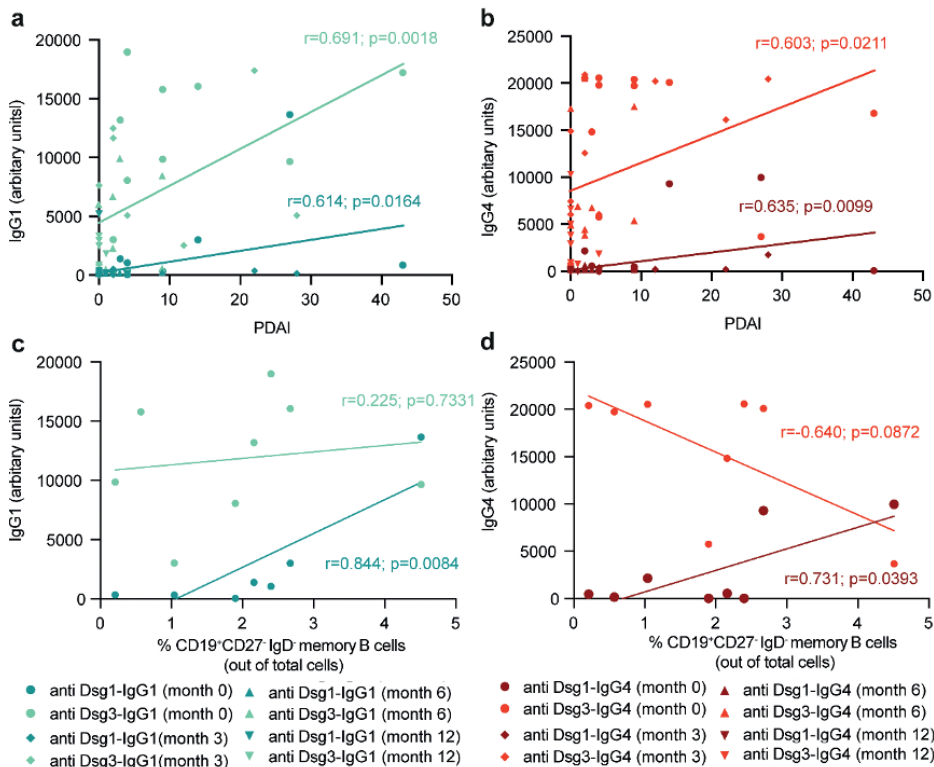 a
b
r=0.691; p=0.0018
r=0.603; p=0.0211
r=0.614; p=0.0164
r=0.635; p=0.0099
IgG1 (arbitary unitsl)
20000
15000
10000
5000
0
0 10 20 30 40 50
PDAI
IgG4 (arbitary units)
25000
20000
15000
10000
5000
0
0 10 20 30 40 50
PDAI
c
d
r=0.225; p=0.7331
r=-0.640; p=0.0872
r=0.844; p=0.0084
r=0.731; p=0.0393
IgG1 (arbitary unitsl)
20000
15000
10000
5000
0
0 1 2 3 4 5
% CD19⁺CD27⁻IgD⁻ memory B cells
(out of total cells)
IgG4 (arbitary units)
25000
20000
15000
10000
5000
0
0 1 2 3 4 5
% CD19⁺CD27⁻IgD⁻ memory B cells
(out of total cells)
anti Dsg1-IgG1 (month 0)
anti Dsg3-IgG1 (month 0)
anti Dsg1-IgG1(month 3)
anti Dsg3-IgG1(month 3)
anti Dsg1-IgG1 (month 6)
anti Dsg3-IgG1 (month 6)
anti Dsg1-IgG1 (month 12)
anti Dsg3-IgG1 (month 12)
anti Dsg1-IgG4 (month 0)
anti Dsg3-IgG4 (month 0)
anti Dsg1-IgG4 (month 3)
anti Dsg3-IgG4 (month 3)
anti Dsg1-IgG4 (month 6)
anti Dsg3-IgG4 (month 6)
anti Dsg1-IgG4 (month 12)
anti Dsg3-IgG4 (month 12)